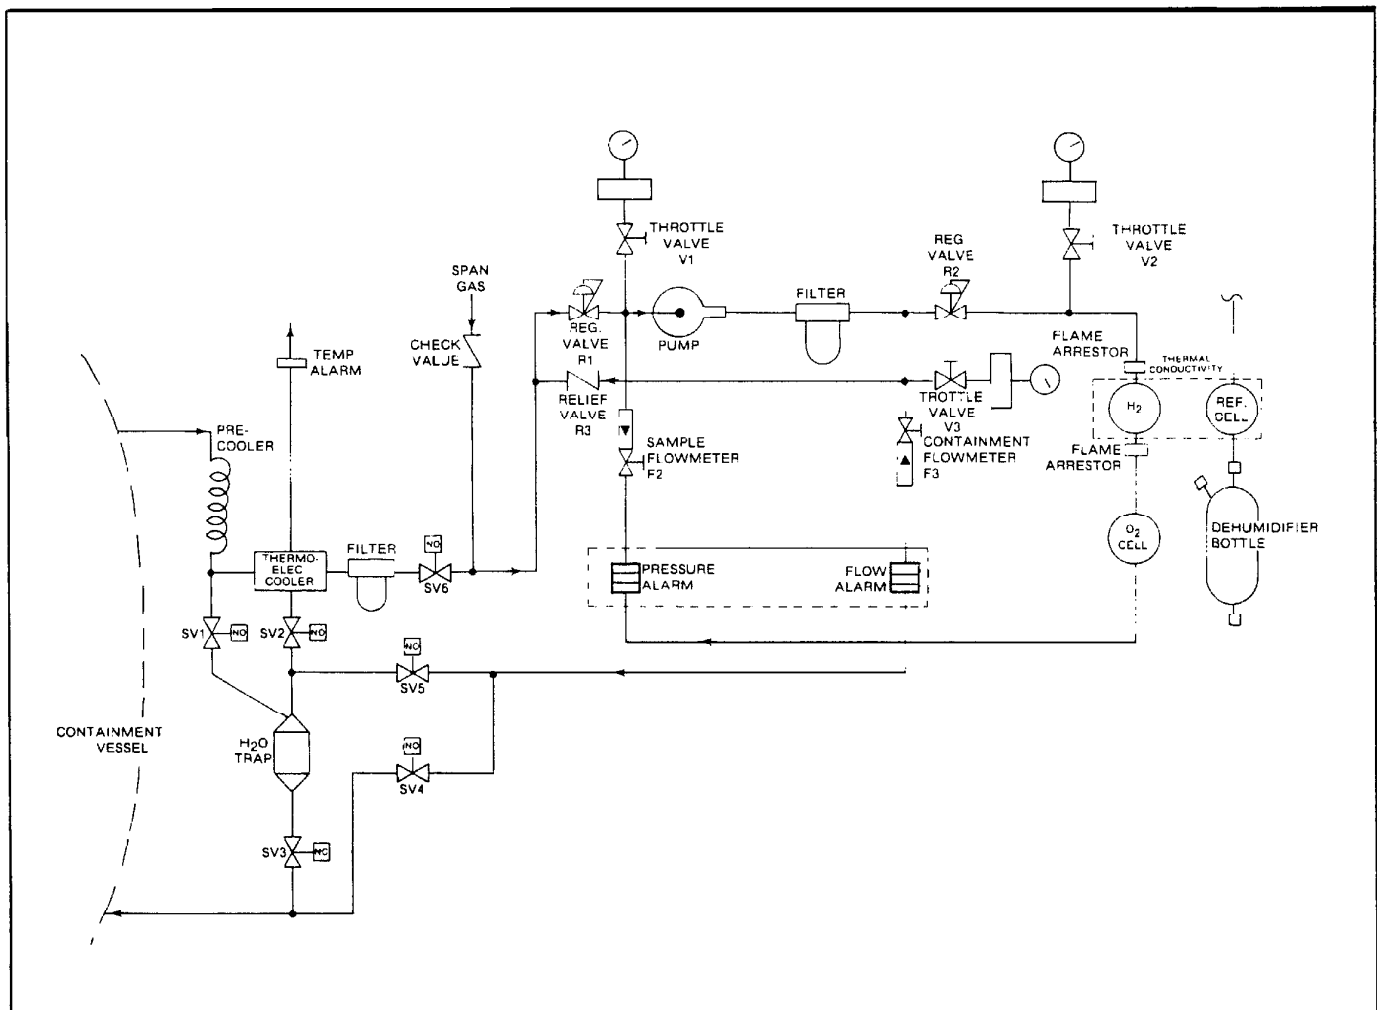 THROTTLE
VALVE
V1
REG
VALVE
R2
THROTTLE
VALVE
V2
SPAN
GAS
FILTER
REG.
VALVE
R1
PUMP
FLAME
ARRESTOR
TEMP
ALARM
CHECK
VALJE
THERMAL
CONDUCTIVITY
RELIEF
VALVE
R3
TROTTLE
VALVE
V3
H2
REF.
CELL
PRE-
COOLER
SAMPLE
FLOWMETER
F2
CONTAINMENT
FLOWMETER
F3
FLAME
ARRESTOR
O2
CELL
DEHUMIDIFIER
BOTTLE
FILTER
NO
SV6
THERMO-
ELEC
COOLER
PRESSURE
ALARM
FLOW
ALARM
SV1
NO
SV2
NO
NO
SV5
CONTAINMENT
VESSEL
H2O
TRAP
NO
SV4
SV3
NC